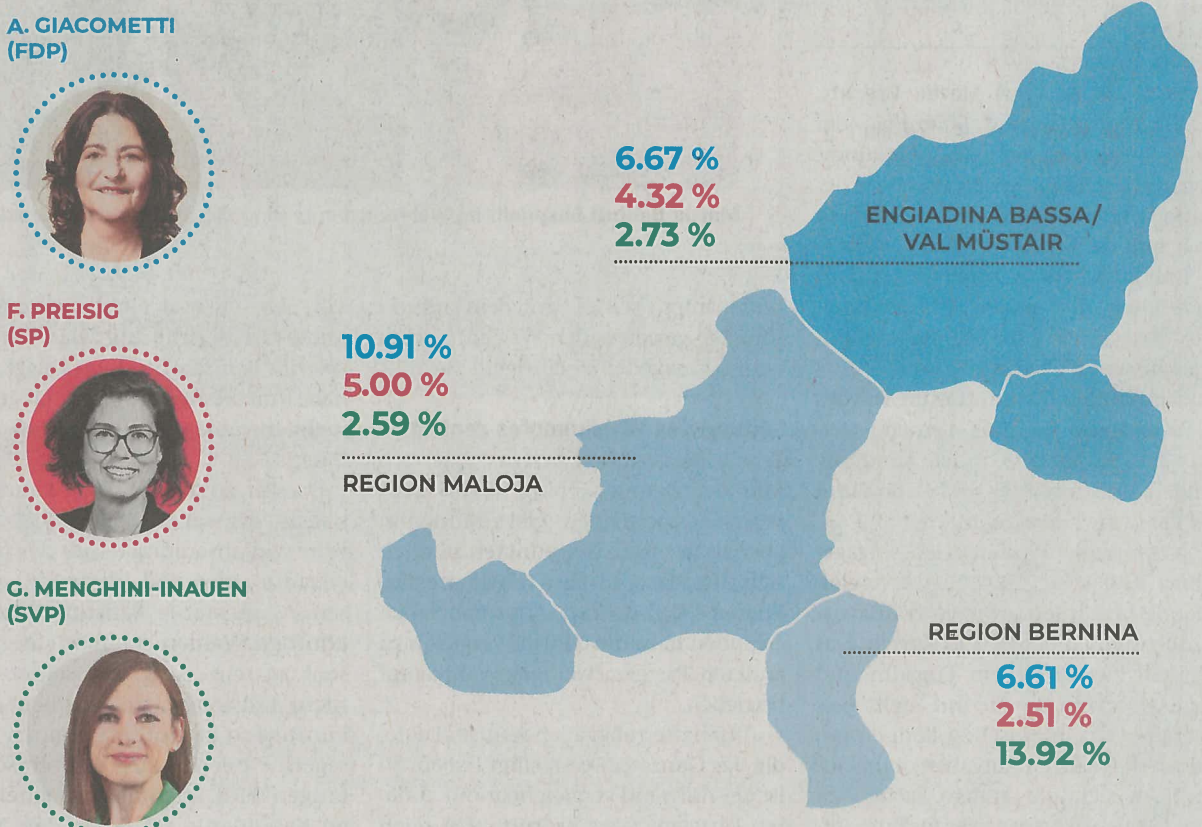 A. GIACOMETTI
(FDP)
F. PREISIG
(SP)
G. MENGHINI-INAUEN
(SVP)
6.67 %
4.32 %
2.73 %
ENGIADINA BASSA/
VAL MÜSTAIR
10.91 %
5.00 %
2.59 %
REGION MALOJA
REGION BERNINA
6.61 %
2.51 %
13.92 %